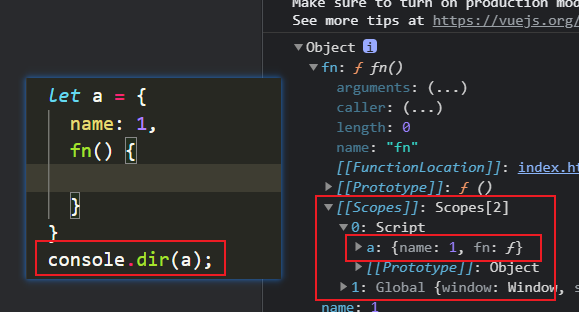 let a = {
name: 1,
fn() {
}
}
console.dir(a);
Make sure to turn on production mod
See more tips at https://vuejs.org/
▼Object i
▼fn: ƒ fn()
arguments: (...)
caller: (...)
length: 0
name: "fn"
[[FunctionLocation]]: index.ht
▶[[Prototype]]: ƒ ()
▼[[Scopes]]: Scopes[2]
▼0: Script
▶a: {name: 1, fn: ƒ}
▶[[Prototype]]: Object
▶1: Global {window: Window, s
name: 1